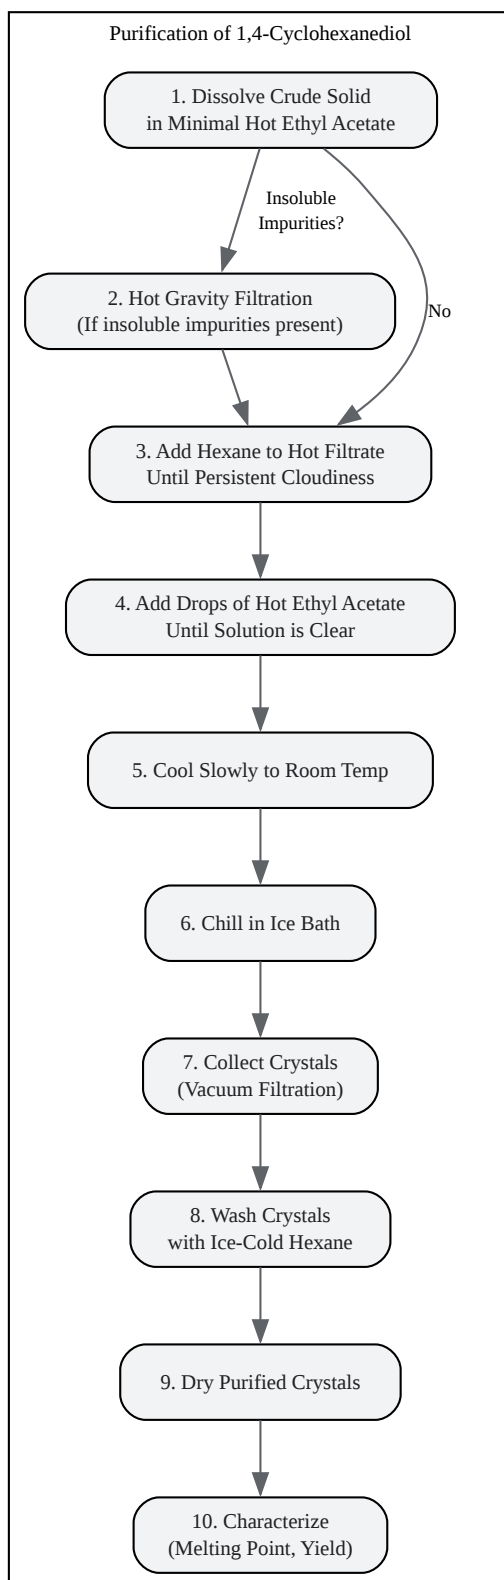 Purification of 1,4-Cyclohexanediol
1. Dissolve Crude Solid
in Minimal Hot Ethyl Acetate
Insoluble
Impurities?
2. Hot Gravity Filtration
(If insoluble impurities present)
No
3. Add Hexane to Hot Filtrate
Until Persistent Cloudiness
4. Add Drops of Hot Ethyl Acetate
Until Solution is Clear
5. Cool Slowly to Room Temp
6. Chill in Ice Bath
7. Collect Crystals
(Vacuum Filtration)
8. Wash Crystals
with Ice-Cold Hexane
9. Dry Purified Crystals
10. Characterize
(Melting Point, Yield)